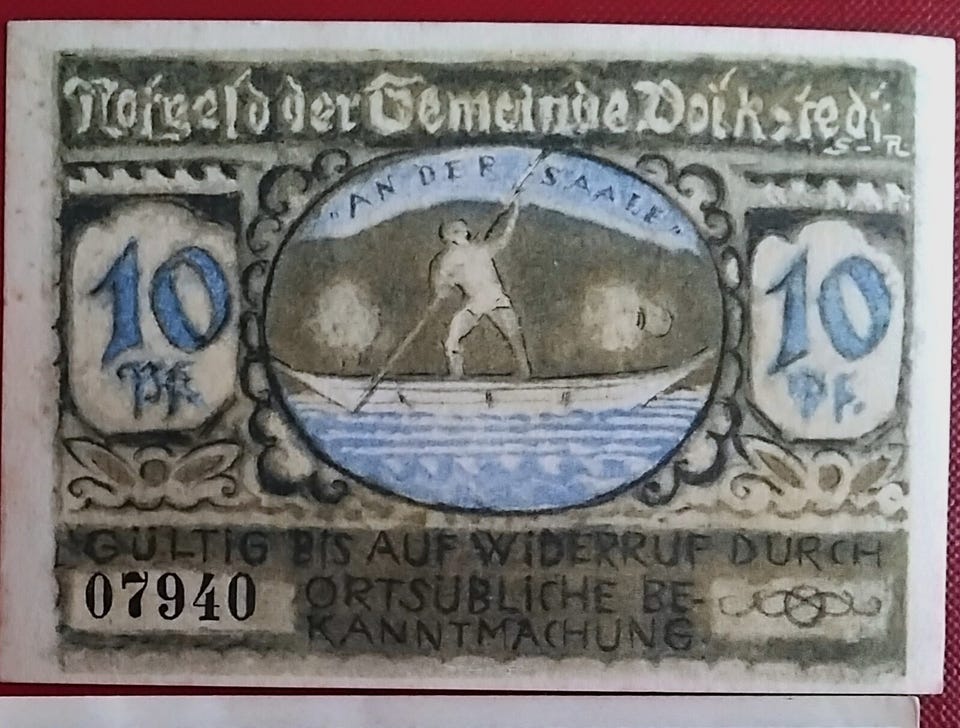 Notgeld der Gemeinde Volkstedt
S-R
„AN DER SAALE"
10
Pf.
10
Pf.
GÜLTIG BIS AUF WIDERRUF DURCH
ORTSÜBLICHE BE-
KANNTMACHUNG.
07940